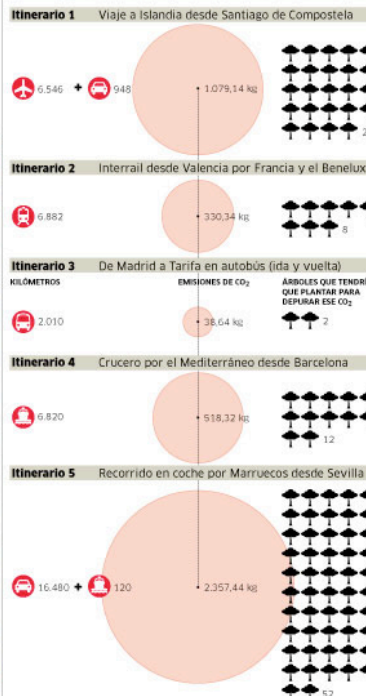 Itinerario 1 Viaje a Islandia desde Santiago de Compostela
6.546 + 948 1.079,14 kg
Itinerario 2 Interrail desde Valencia por Francia y el Benelux
6.882 330,34 kg 8
Itinerario 3 De Madrid a Tarifa en autobús (ida y vuelta)
KILÓMETROS EMISIONES DE CO₂ ÁRBOLES QUE
QUE PLANTAR PARA
DEPURAR ESE CO₂
2.010 38,64 kg 2
Itinerario 4 Crucero por el Mediterráneo desde Barcelona
6.820 518,32 kg
12
Itinerario 5 Recorrido en coche por Marruecos desde Sevilla
16.480 + 120 2.357,44 kg
52